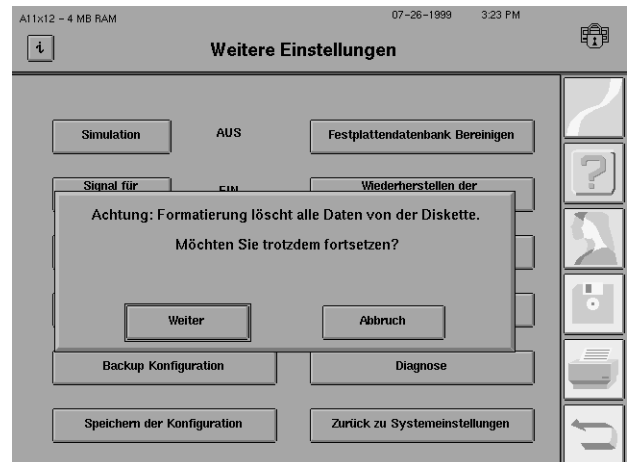 A11x12 – 4 MB RAM
07-26-1999 3:23 PM
i
Weitere Einstellungen
Simulation
AUS
Festplattendatenbank Bereinigen
Signal für
EIN
Wiederherstellen der
Achtung: Formatierung löscht alle Daten von der Diskette.
Möchten Sie trotzdem fortsetzen?
Weiter
Abbruch
Backup Konfiguration
Diagnose
Speichern der Konfiguration
Zurück zu Systemeinstellungen